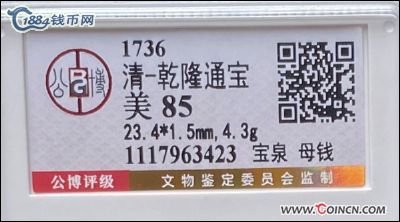 1884钱币网
1736
清-乾隆通宝
美 85
23.4*1.5mm, 4.3g
1117963423 宝泉 母钱
公 博
公博评级 文物鉴定委员会监制
www.COINCN.COM